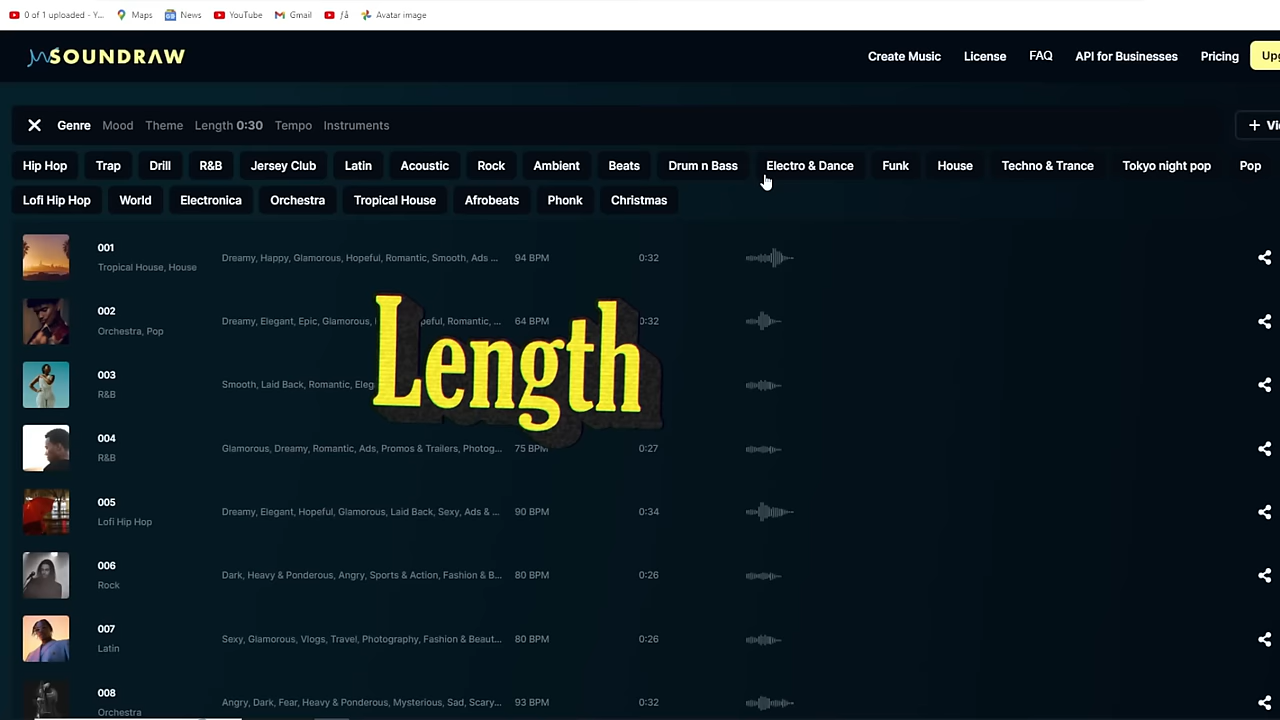 0 of 1 uploaded - Y... Maps News YouTube Gmail ƒå Avatar image
SOUNDRAW Create Music License FAQ API for Businesses Pricing
Genre Mood Theme Length 0:30 Tempo Instruments
Hip Hop Trap Drill R&B Jersey Club Latin Acoustic Rock Ambient Beats Drum n Bass Electro & Dance Funk House Techno & Trance Tokyo night pop Pop
Lofi Hip Hop World Electronica Orchestra Tropical House Afrobeats Phonk Christmas
001
Tropical House, House
Dreamy, Happy, Glamorous, Hopeful, Romantic, Smooth, Ads ... 94 BPM 0:32
002
Orchestra, Pop
Dreamy, Elegant, Epic, Glamorous, Romantic, ... 64 BPM :32
Length
003
R&B
Smooth, Laid Back, Romantic,
004
R&B
Glamorous, Dreamy, Romantic, Ads, Promos & Trailers, Photog... 75 BPM 0:27
005
Lofi Hip Hop
Dreamy, Elegant, Hopeful, Glamorous, Laid Back, Sexy, Ads & ... 90 BPM 0:34
006
Rock
Dark, Heavy & Ponderous, Angry, Sports & Action, Fashion & B... 80 BPM 0:26
007
Latin
Sexy, Glamorous, Vlogs, Travel, Photography, Fashion & Beaut... 80 BPM 0:26
008
Orchestra
Angry, Dark, Fear, Heavy & Ponderous, Mysterious, Sad, Scary... 93 BPM 0:32